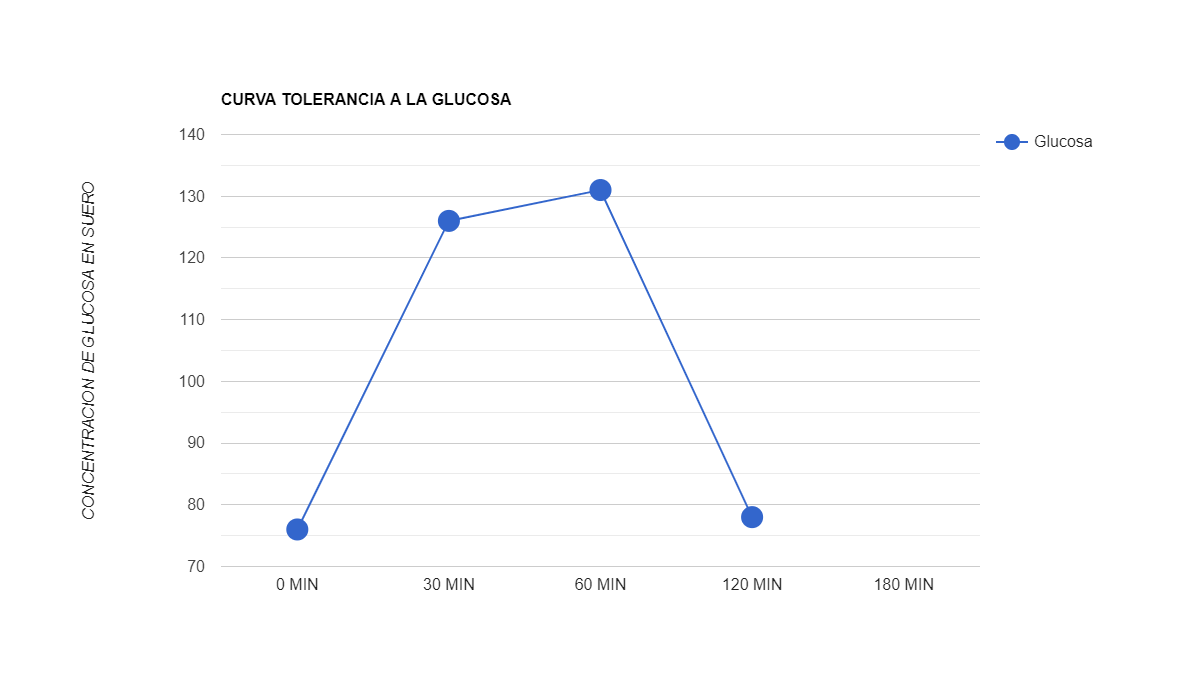 CURVA TOLERANCIA A LA GLUCOSA
Glucosa
CONCENTRACION DE GLUCOSA EN SUERO
140
130
120
110
100
90
80
70
0 MIN
30 MIN
60 MIN
120 MIN
180 MIN